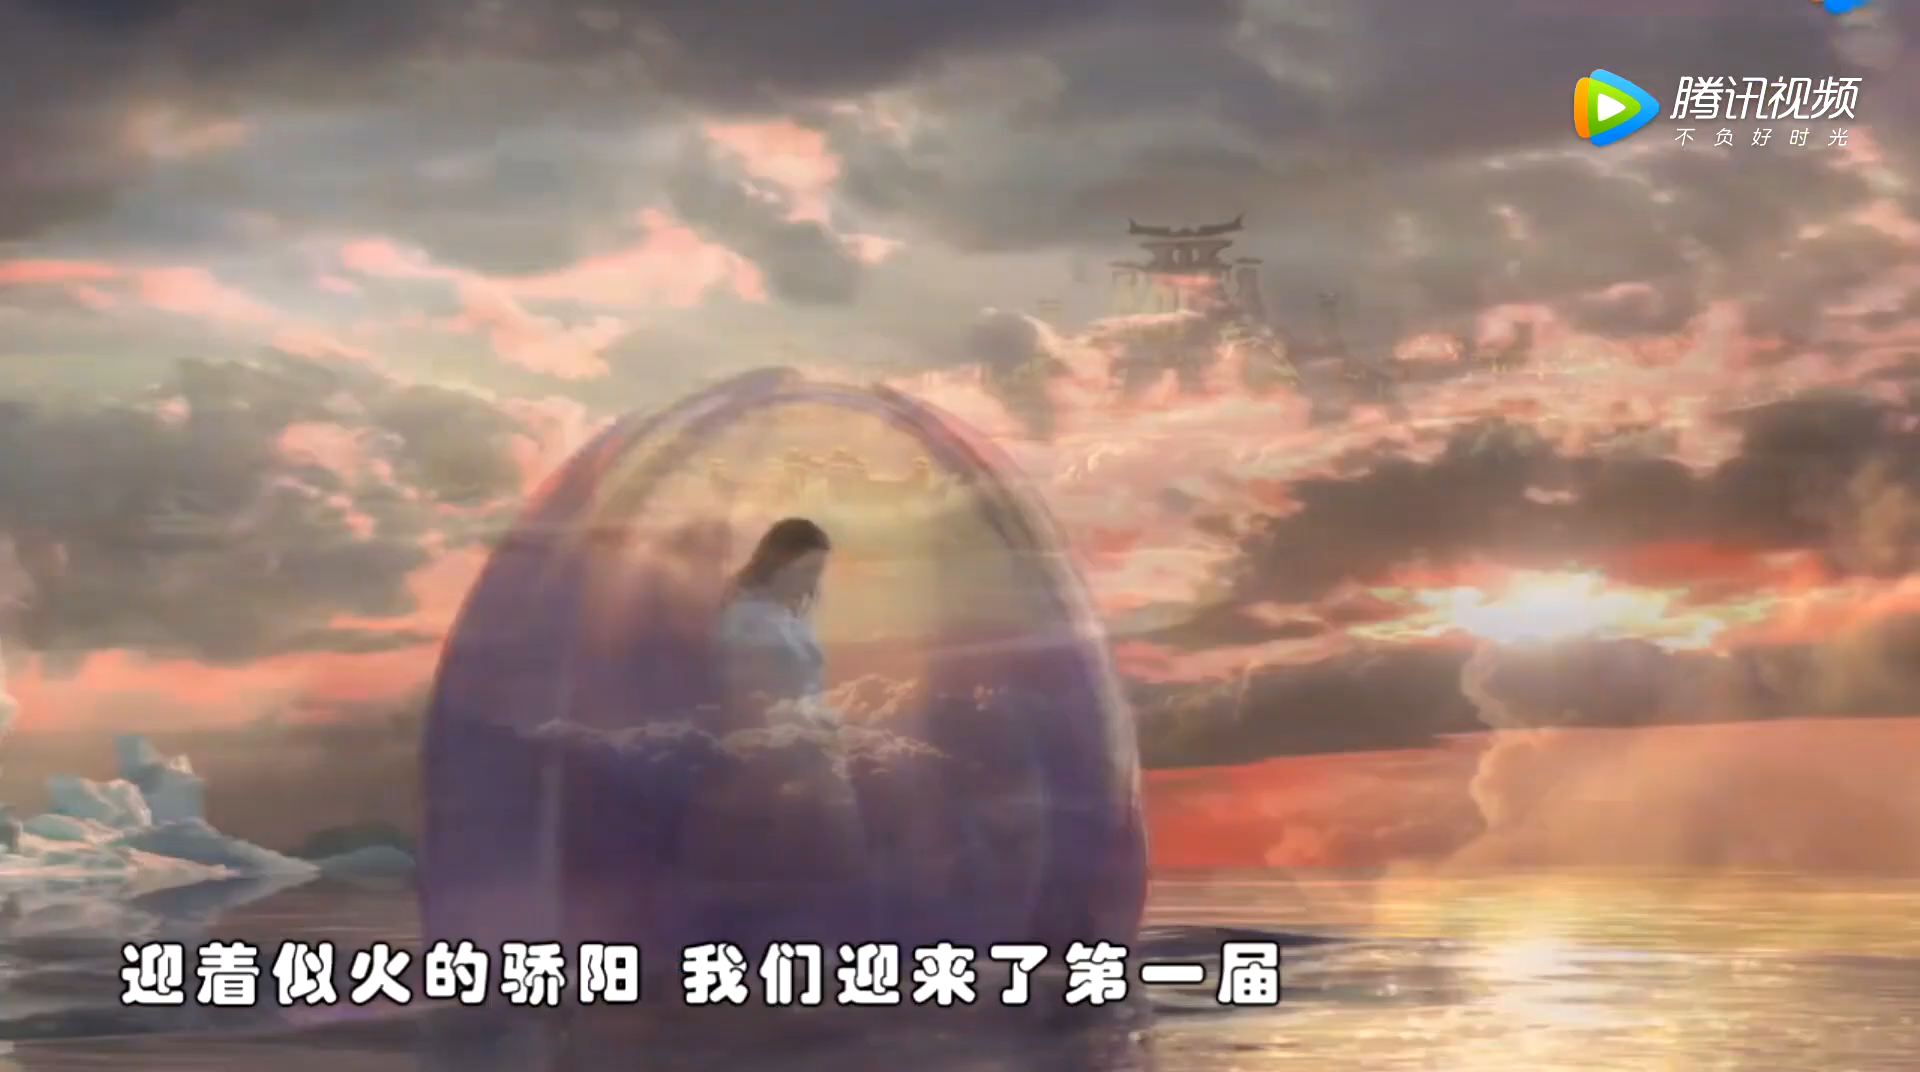 腾讯视频
不负好时光
迎着似火的骄阳 我们迎来了第一届